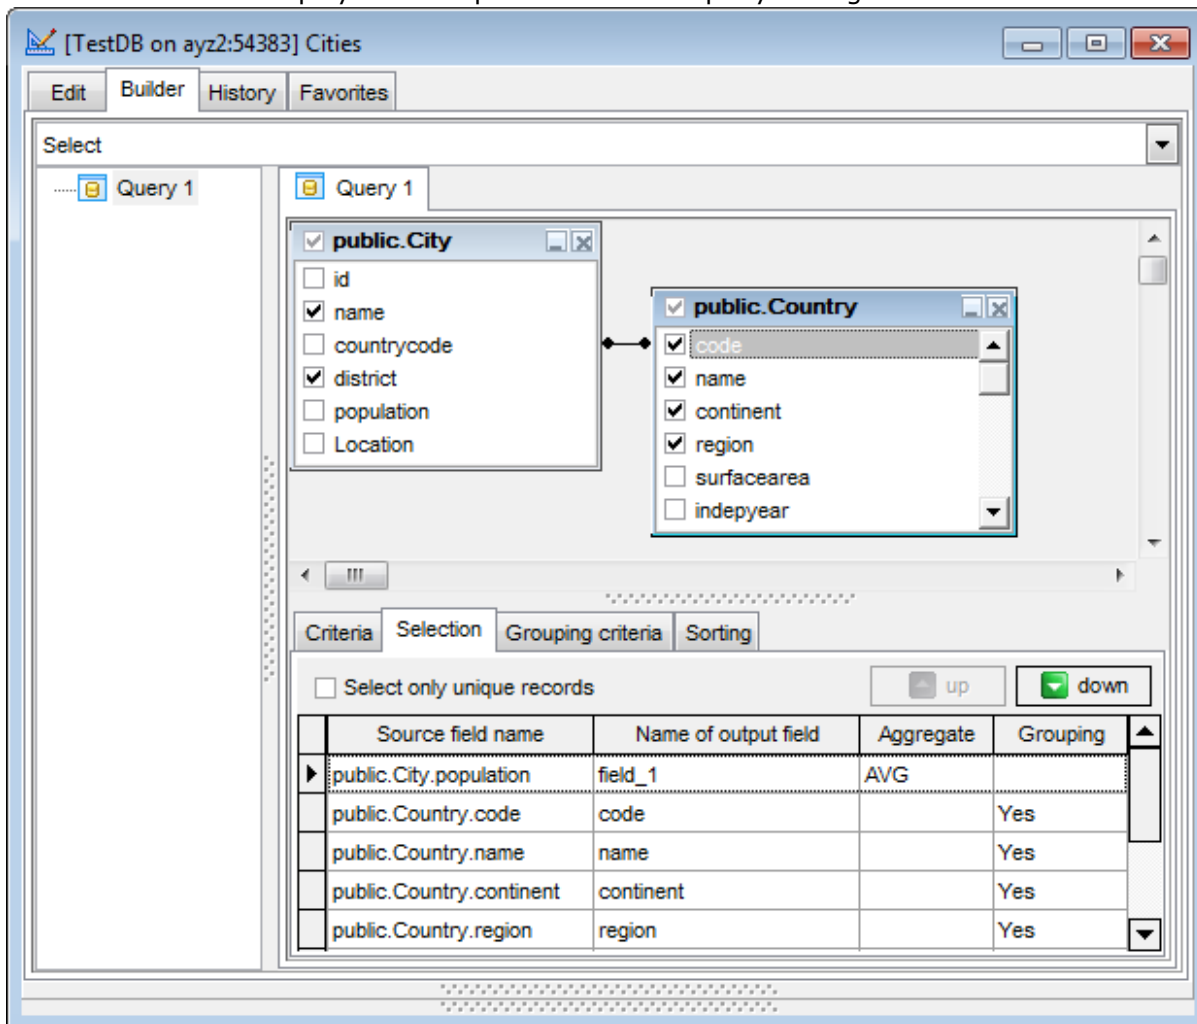 [TestDB on ayz2:54383] Cities
Edit Builder History Favorites
Select
Query 1
Query 1
public.City
id
name
countrycode
district
population
Location
public.Country
code
name
continent
region
surfacearea
indepyear
Criteria Selection Grouping criteria Sorting
Select only unique records up down
Source field name Name of output field Aggregate Grouping
public.City.population field_1 AVG
public.Country.code code Yes
public.Country.name name Yes
public.Country.continent continent Yes
public.Country.region region Yes